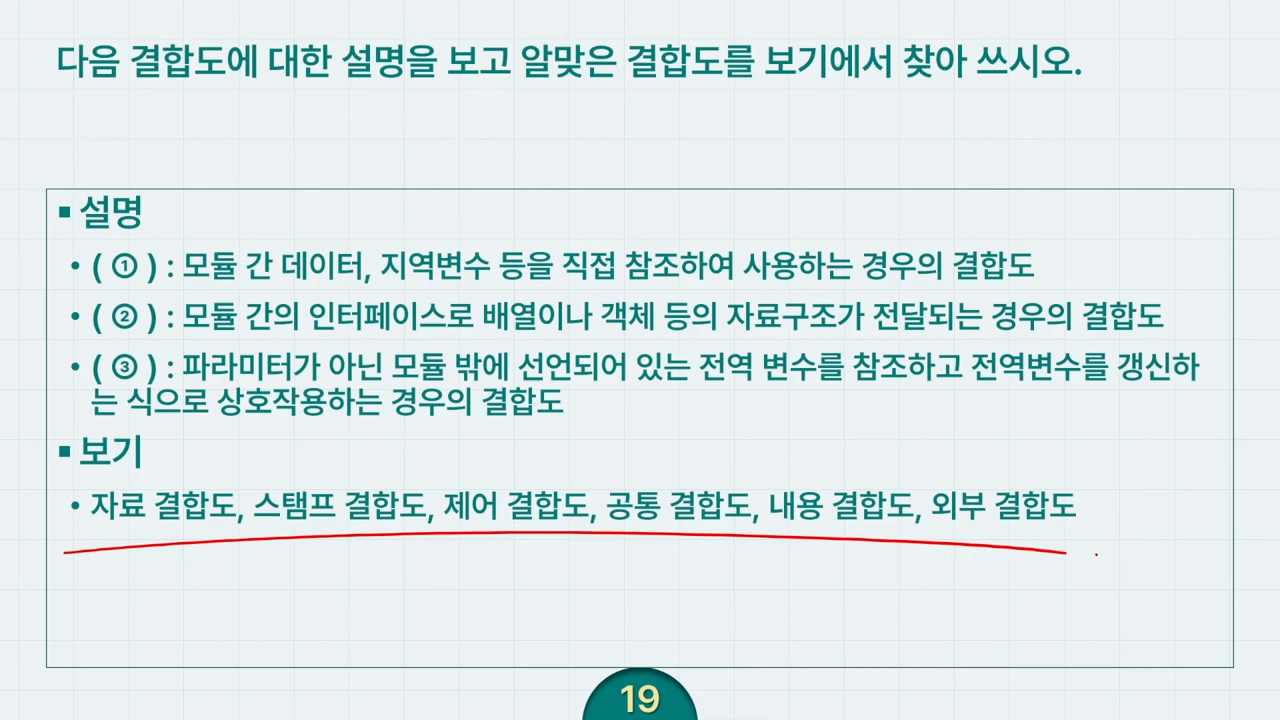 다음 결합도에 대한 설명을 보고 알맞은 결합도를 보기에서 찾아 쓰시오.
▪ 설명
• ( ① ) : 모듈 간 데이터, 지역변수 등을 직접 참조하여 사용하는 경우의 결합도
• ( ② ) : 모듈 간의 인터페이스로 배열이나 객체 등의 자료구조가 전달되는 경우의 결합도
• ( ③ ) : 파라미터가 아닌 모듈 밖에 선언되어 있는 전역 변수를 참조하고 전역변수를 갱신하
는 식으로 상호작용하는 경우의 결합도
▪ 보기
• 자료 결합도, 스탬프 결합도, 제어 결합도, 공통 결합도, 내용 결합도, 외부 결합도
19